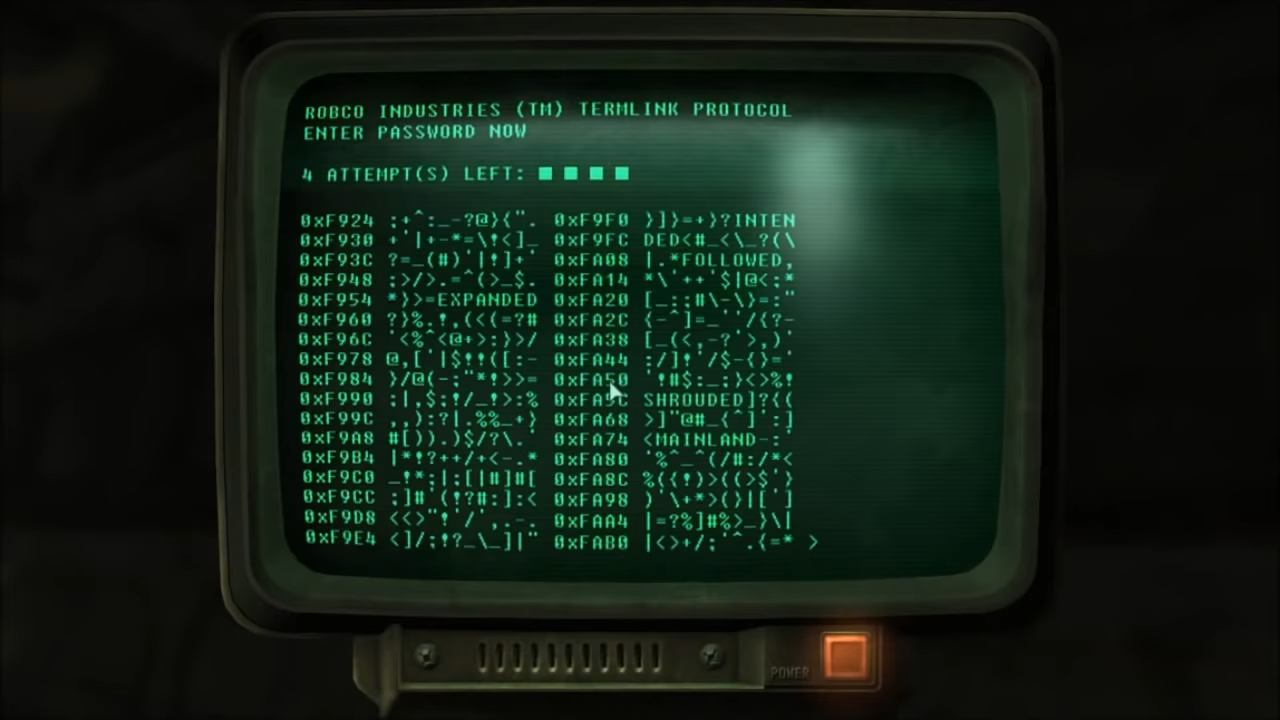 ROBCO INDUSTRIES (TM) TERMLINK PROTOCOL
ENTER PASSWORD NOW
4 ATTEMPT(S) LEFT: ■ ■ ■ ■
0xF924 :+^:_-?@}{". 0xF9F0 }]}=+}?INTEN
0xF930 +'|+-*=\!<]_ 0xF9FC DED<#_<\_?(\
0xF93C ?=_(#)'|!]+' 0xFA08 |.*FOLLOWED,
0xF948 :>/>.=^(>_$. 0xFA14 *\'++'$|@<;*
0xF954 *}>=EXPANDED 0xFA20 [_:;#\-\}=:"
0xF960 ?}%.!,(<(=?# 0xFA2C {-^]=_''/{?-
0xF96C '<%^<@+>:}>/ 0xFA38 [_(<,-?'>,)'
0xF978 @,['|$!!([:- 0xFA44 :/]!'/$-{}='
0xF984 }/@(-;"*!>>= 0xFA50 '!#$:_;}<>%!
0xF990 :|,$;!/_!>:% 0xFA5C SHROUDED]?{(
0xF99C ,,):?|.%%_+} 0xFA68 >]"@#_{^]':]
0xF9A8 #[)).)$/?\.' 0xFA74 <MAINLAND-:'
0xF9B4 |*!?++/+<-.* 0xFA80 '%^_^(/#:/*<
0xF9C0 _!*;|;[|#]#[ 0xFA8C %({!)>((>$'}
0xF9CC ;]#'(!?#:]:< 0xFA98 )'\+*>(}|[']
0xF9D8 <<>"!'/',.-. 0xFAA4 |=?%]#%>_}\|
0xF9E4 <]/;!?_\_]|" 0xFAB0 |<>+/;'^.{=* >
POWER